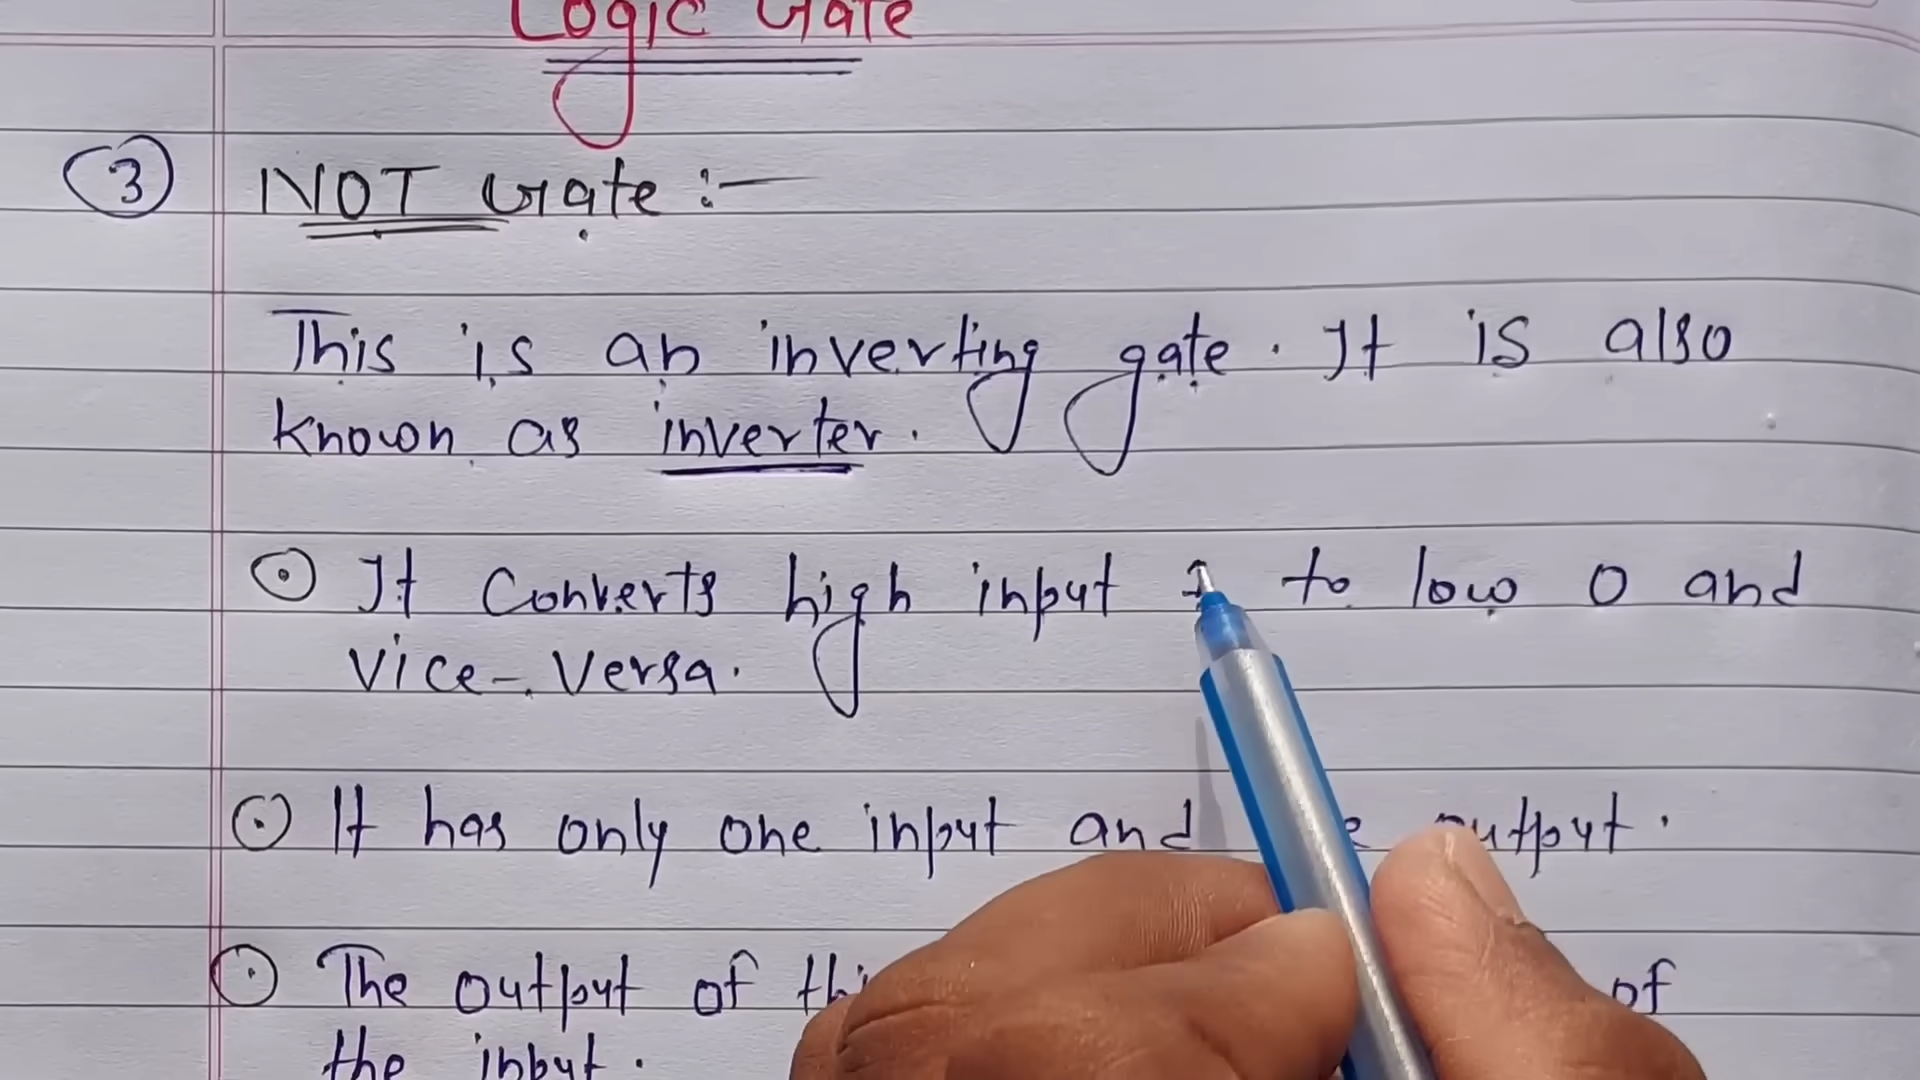 Logic Gate
3 NOT Gate :-
This is an inverting gate. It is also
known as inverter.
It Converts high input 1 to low 0 and
Vice-Versa.
It has only one input and output.
The output of of
the input.